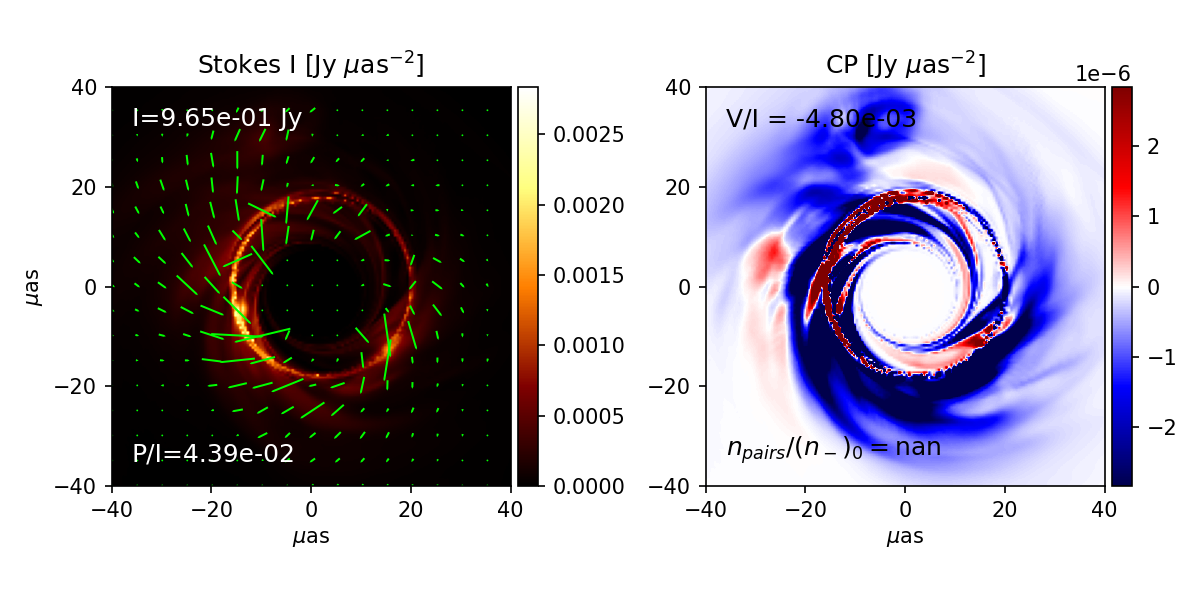 Stokes I [Jy μas⁻²]
I=9.65e-01 Jy
P/I=4.39e-02
40
20
0
−20
−40
μas
−40 −20 0 20 40
μas
0.0025
0.0020
0.0015
0.0010
0.0005
0.0000
CP [Jy μas⁻²]
1e−6
V/I = -4.80e-03
n_{pairs}/(n_−)_0 = nan
40
20
0
−20
−40
−40 −20 0 20 40
μas
2
1
0
−1
−2